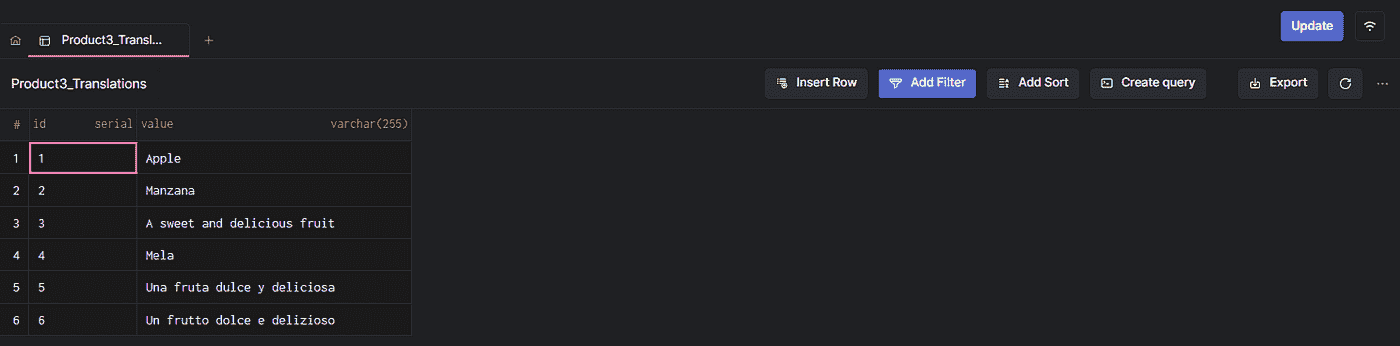 Update
Product3_Transl... +
Product3_Translations Insert Row Add Filter Add Sort Create query Export ...
# id serial value varchar(255)
1 1 Apple
2 2 Manzana
3 3 A sweet and delicious fruit
4 4 Mela
5 5 Una fruta dulce y deliciosa
6 6 Un frutto dolce e delizioso